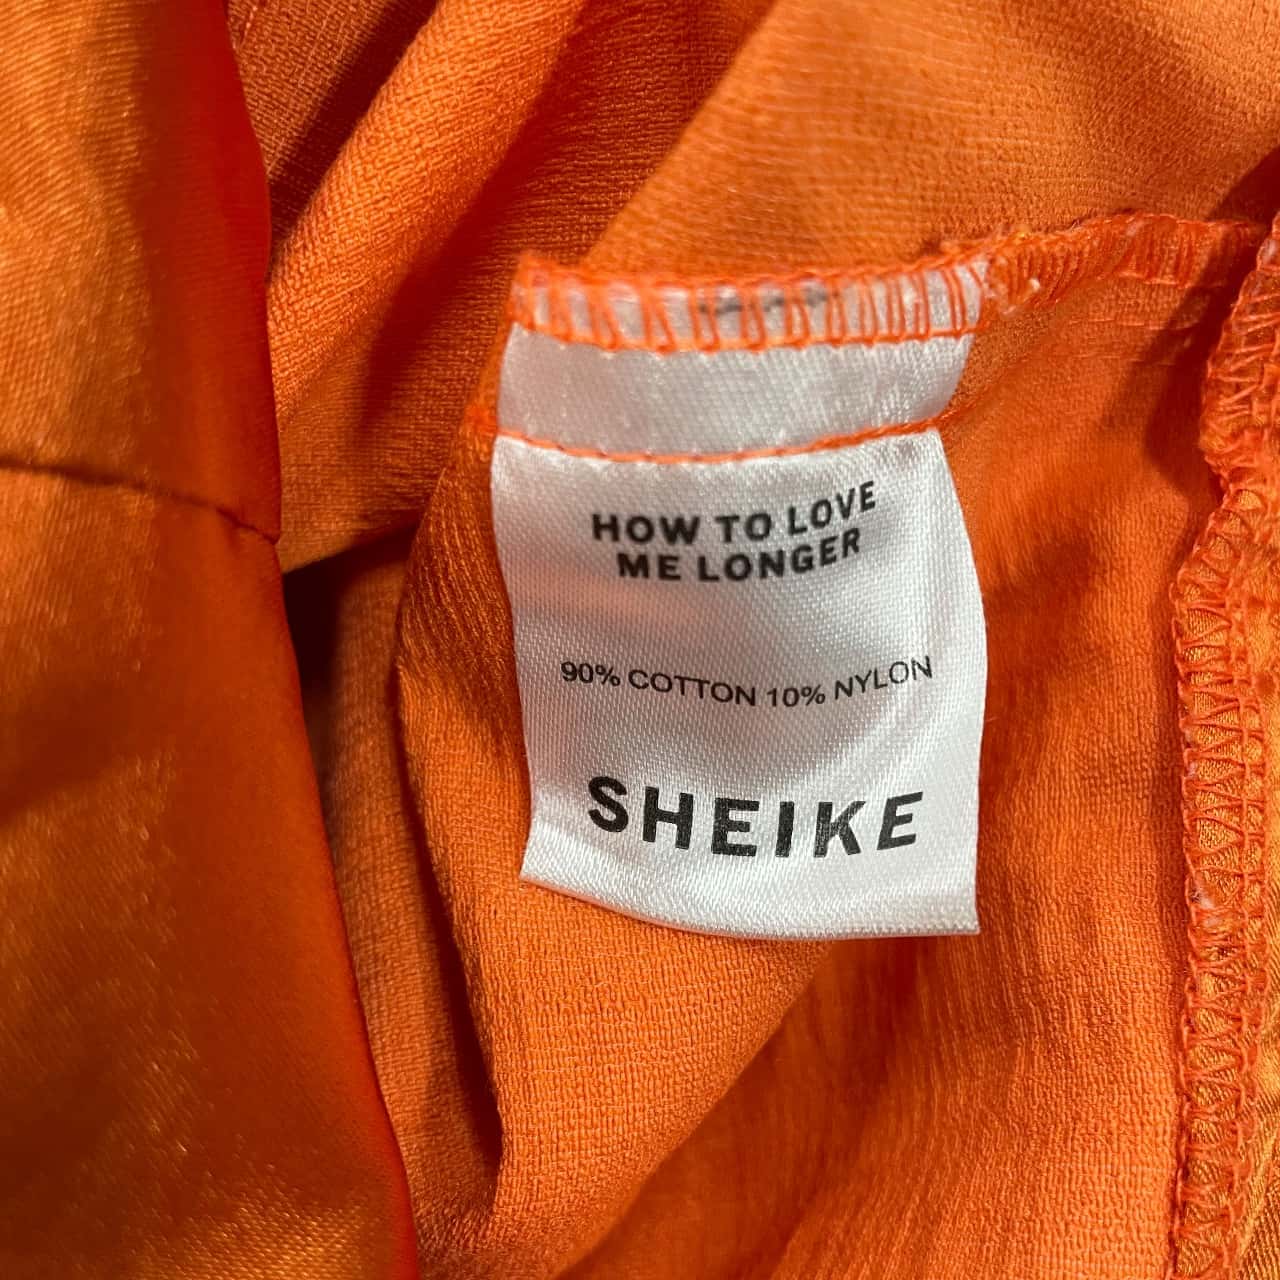 HOW TO LOVE
ME LONGER
90% COTTON 10% NYLON
SHEIKE